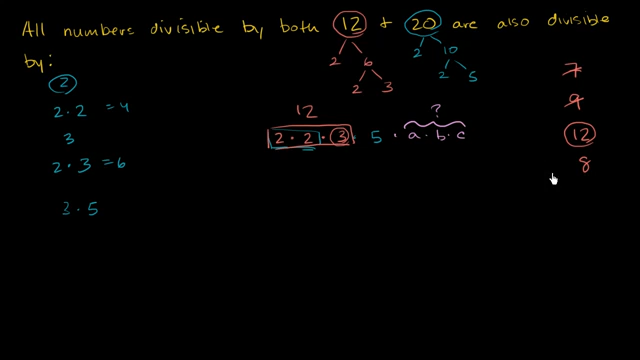 All numbers divisible by both 12 & 20 are also divisible
by:
2
2 · 2 = 4
3
2 · 3 = 6
3 · 5
2 6
2 3
2 10
2 5
12
?
2 · 2 · 3 · 5 · a · b · c
7
9
12
8